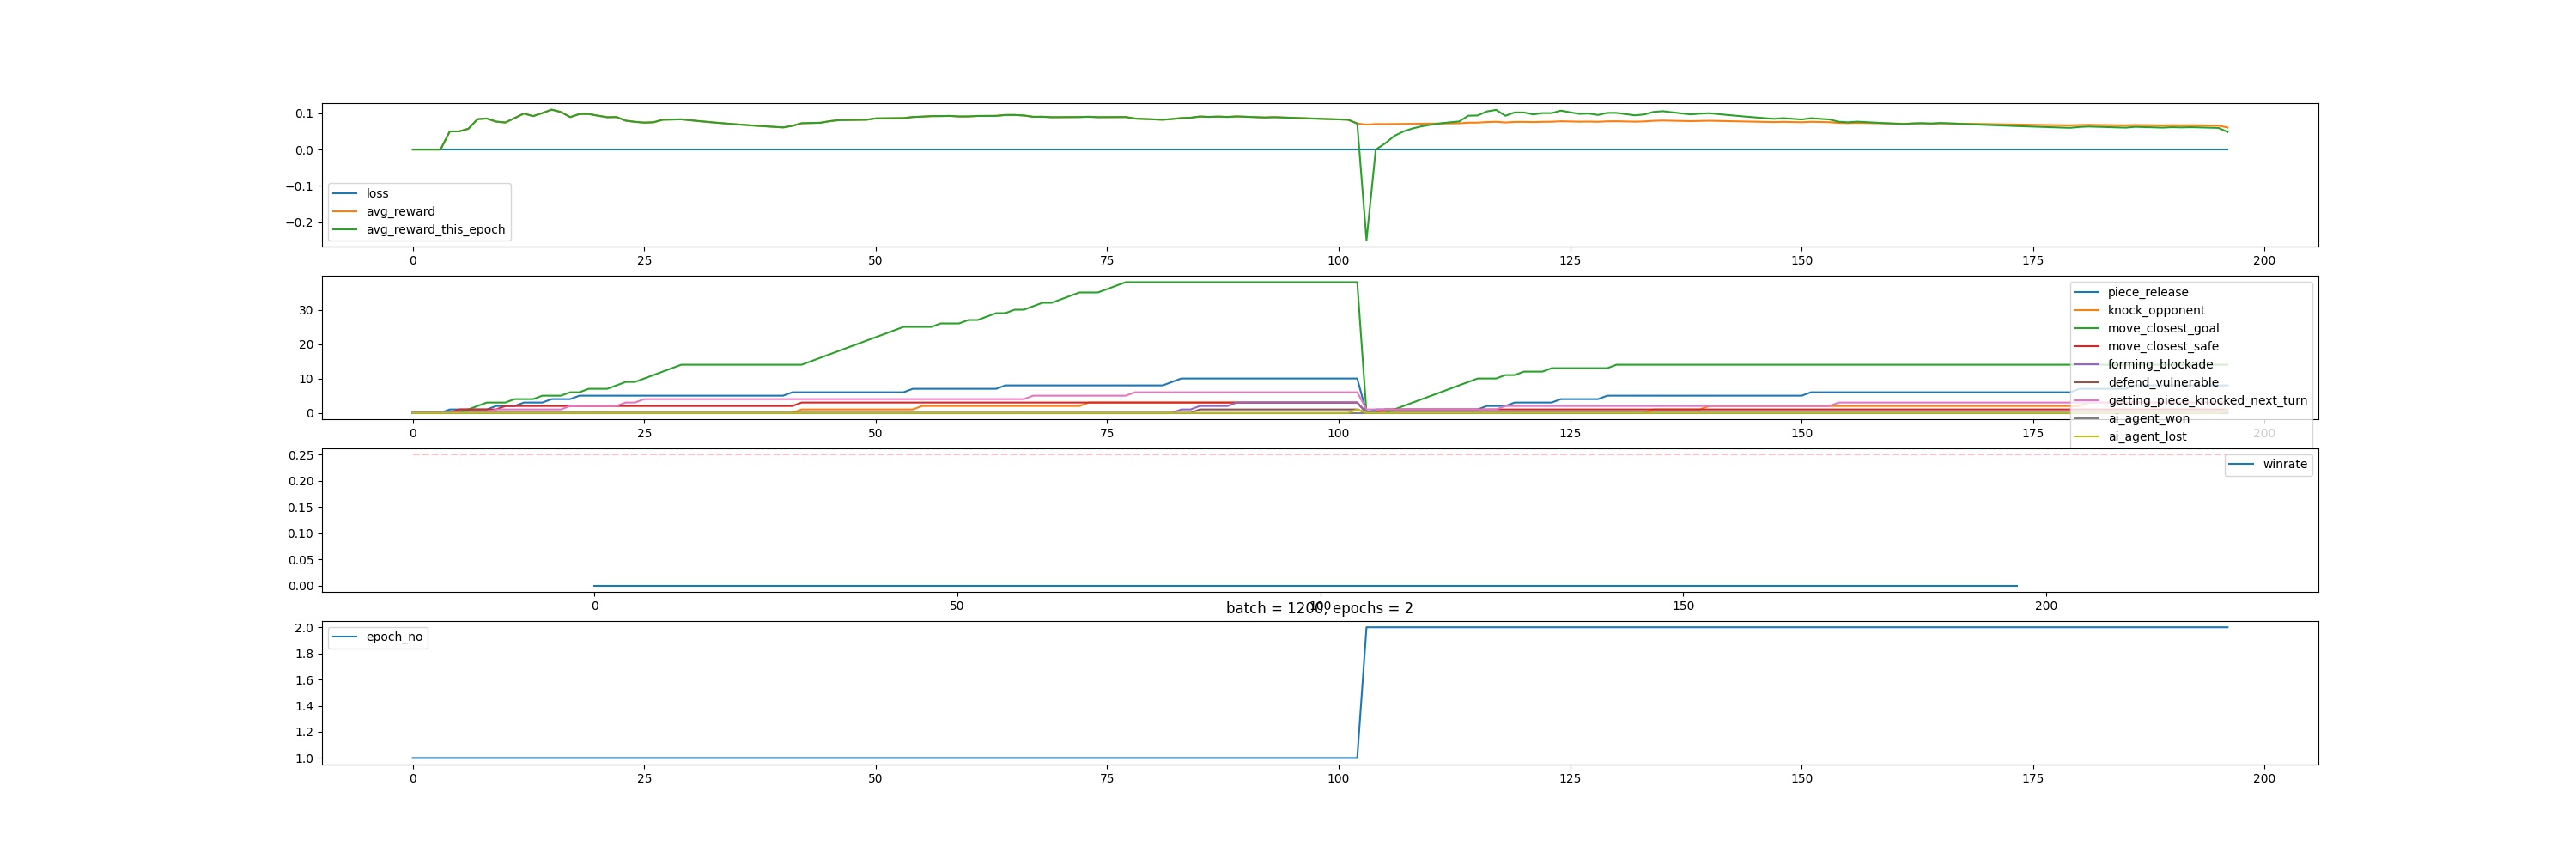 0.1
0.0
−0.1
−0.2
loss
avg_reward
avg_reward_this_epoch
0 25 50 75 100 125 150 175 200
30
20
10
0
piece_release
knock_opponent
move_closest_goal
move_closest_safe
forming_blockade
defend_vulnerable
getting_piece_knocked_next_turn
ai_agent_won
ai_agent_lost
0 25 50 75 100 125 150 175 200
0.25
0.20
0.15
0.10
0.05
0.00
winrate
0 50 100 150 200
batch = 1200, epochs = 2
2.0
1.8
1.6
1.4
1.2
1.0
epoch_no
0 25 50 75 100 125 150 175 200